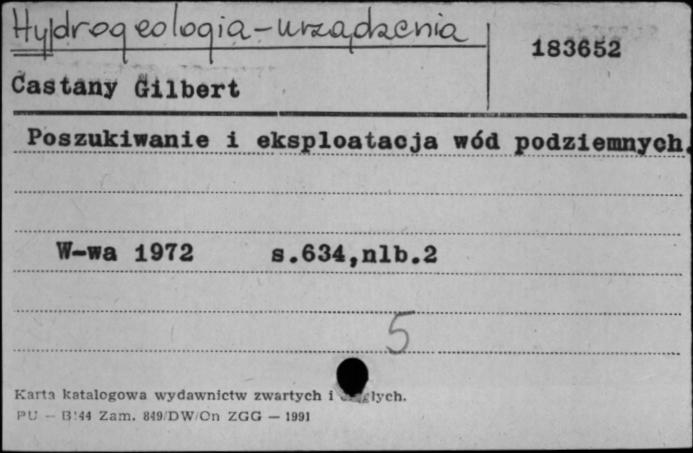 Hydrogeologia - urządzenia
183652
Castany Gilbert
Poszukiwanie i eksploatacja wód podziemnych.
W-wa 1972 s.634,nlb.2
5
Karta katalogowa wydawnictw zwartych i
PU — B/44 Zam. 849/DW/On ZGG — 1991